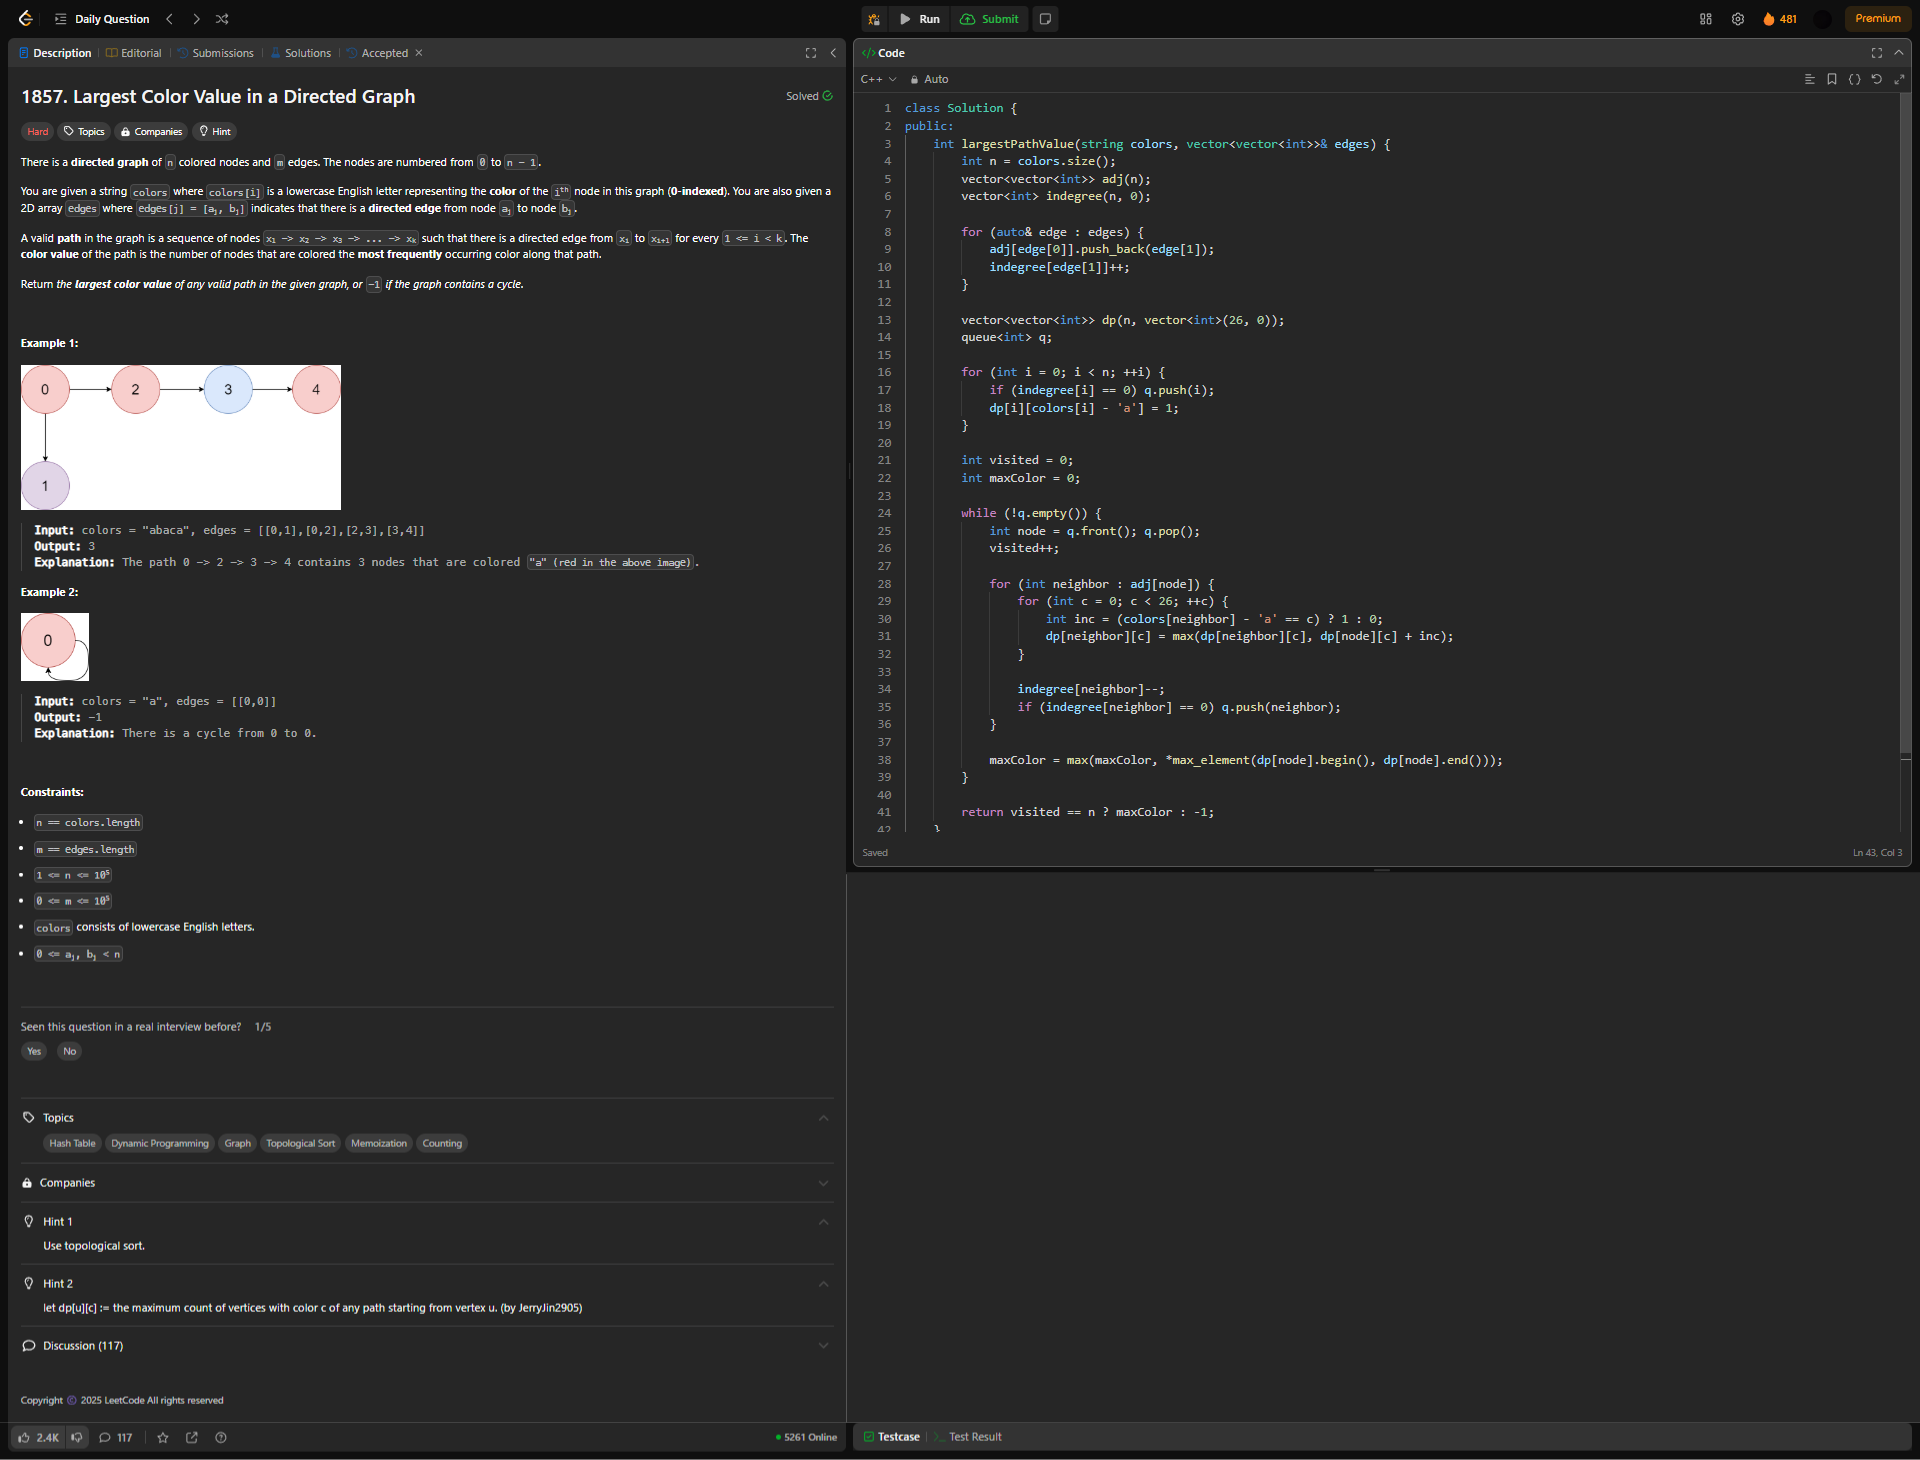 Daily Question
Run
Submit
481
Premium
Description
Editorial
Submissions
Solutions
Accepted
1857. Largest Color Value in a Directed Graph
Solved
Hard
Topics
Companies
Hint
There is a directed graph of n colored nodes and m edges. The nodes are numbered from 0 to n - 1.
You are given a string colors where colors[i] is a lowercase English letter representing the color of the iᵗʰ node in this graph (0-indexed). You are also given a
2D array edges where edges[j] = [aⱼ, bⱼ] indicates that there is a directed edge from node aⱼ to node bⱼ.
A valid path in the graph is a sequence of nodes x₁ -> x₂ -> x₃ -> ... -> xₖ such that there is a directed edge from xᵢ to xᵢ₊₁ for every 1 <= i < k. The
color value of the path is the number of nodes that are colored the most frequently occurring color along that path.
Return the largest color value of any valid path in the given graph, or -1 if the graph contains a cycle.
Example 1:
0
2
3
4
1
Input: colors = "abaca", edges = [[0,1],[0,2],[2,3],[3,4]]
Output: 3
Explanation: The path 0 -> 2 -> 3 -> 4 contains 3 nodes that are colored "a" (red in the above image).
Example 2:
0
Input: colors = "a", edges = [[0,0]]
Output: -1
Explanation: There is a cycle from 0 to 0.
Constraints:
n == colors.length
m == edges.length
1 <= n <= 10⁵
0 <= m <= 10⁵
colors consists of lowercase English letters.
0 <= aⱼ, bⱼ < n
Seen this question in a real interview before? 1/5
Yes
No
Topics
Hash Table
Dynamic Programming
Graph
Topological Sort
Memoization
Counting
Companies
Hint 1
Use topological sort.
Hint 2
let dp[u][c] := the maximum count of vertices with color c of any path starting from vertex u. (by JerryJin2905)
Discussion (117)
Copyright © 2025 LeetCode All rights reserved
2.4K
117
5261 Online
Code
C++
Auto
1 class Solution {
2 public:
3     int largestPathValue(string colors, vector<vector<int>>& edges) {
4         int n = colors.size();
5         vector<vector<int>> adj(n);
6         vector<int> indegree(n, 0);
7
8         for (auto& edge : edges) {
9             adj[edge[0]].push_back(edge[1]);
10             indegree[edge[1]]++;
11         }
12
13         vector<vector<int>> dp(n, vector<int>(26, 0));
14         queue<int> q;
15
16         for (int i = 0; i < n; ++i) {
17             if (indegree[i] == 0) q.push(i);
18             dp[i][colors[i] - 'a'] = 1;
19         }
20
21         int visited = 0;
22         int maxColor = 0;
23
24         while (!q.empty()) {
25             int node = q.front(); q.pop();
26             visited++;
27
28             for (int neighbor : adj[node]) {
29                 for (int c = 0; c < 26; ++c) {
30                     int inc = (colors[neighbor] - 'a' == c) ? 1 : 0;
31                     dp[neighbor][c] = max(dp[neighbor][c], dp[node][c] + inc);
32                 }
33
34                 indegree[neighbor]--;
35                 if (indegree[neighbor] == 0) q.push(neighbor);
36             }
37
38             maxColor = max(maxColor, *max_element(dp[node].begin(), dp[node].end()));
39         }
40
41         return visited == n ? maxColor : -1;
42     }
Saved
Ln 43, Col 3
Testcase
Test Result